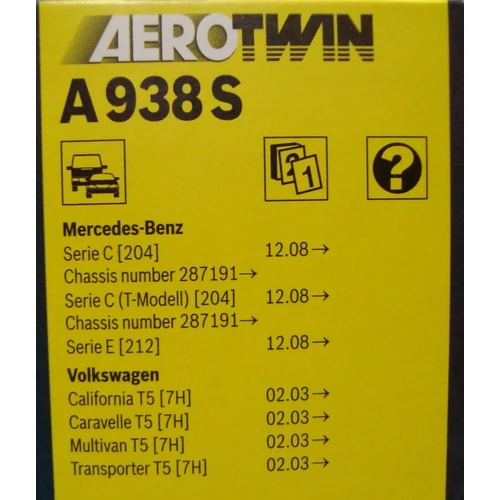 AEROTWIN
A 938 S
2 1 ?
Mercedes-Benz
Serie C [204] 12.08→
Chassis number 287191→
Serie C (T-Modell) [204] 12.08→
Chassis number 287191→
Serie E [212] 12.08→
Volkswagen
California T5 [7H] 02.03→
Caravelle T5 [7H] 02.03→
Multivan T5 [7H] 02.03→
Transporter T5 [7H] 02.03→